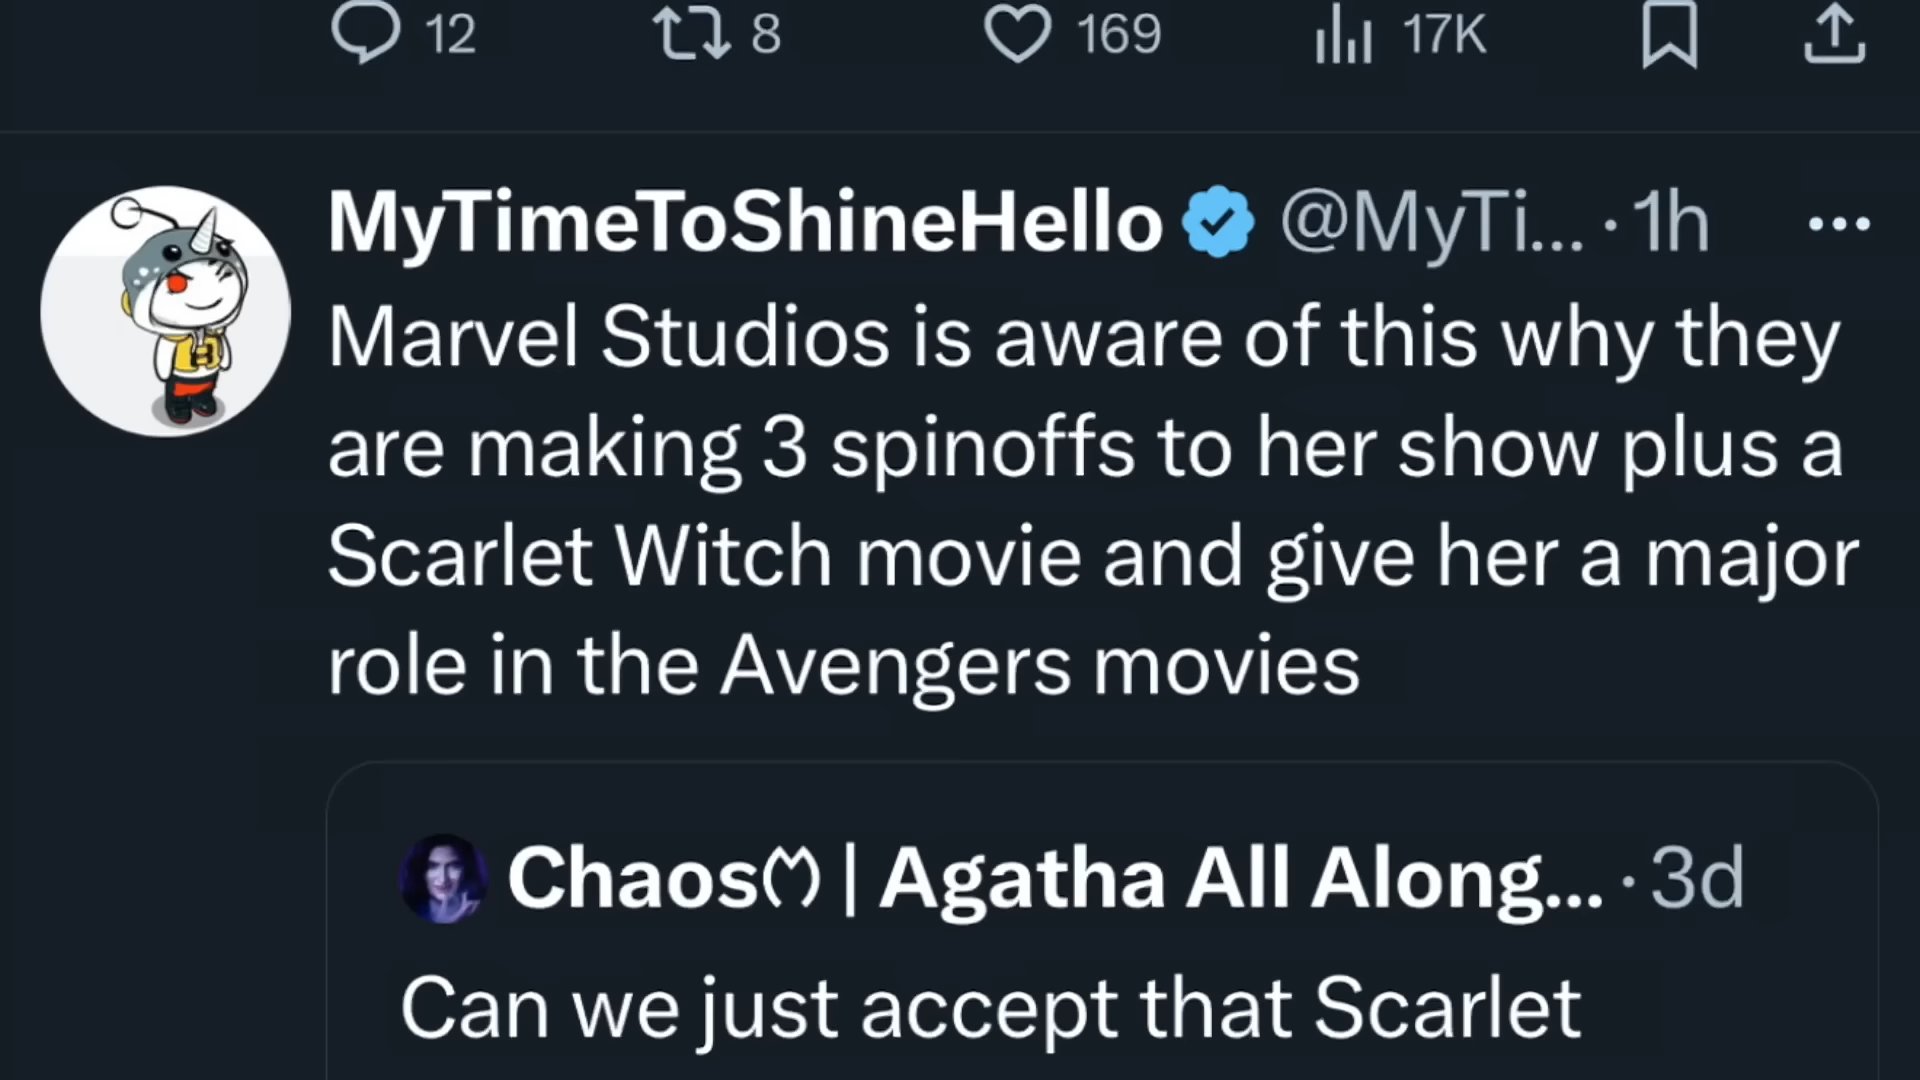 12 8 169 17K
MyTimeToShineHello @MyTi... · 1h
Marvel Studios is aware of this why they
are making 3 spinoffs to her show plus a
Scarlet Witch movie and give her a major
role in the Avengers movies
Chaos | Agatha All Along... · 3d
Can we just accept that Scarlet